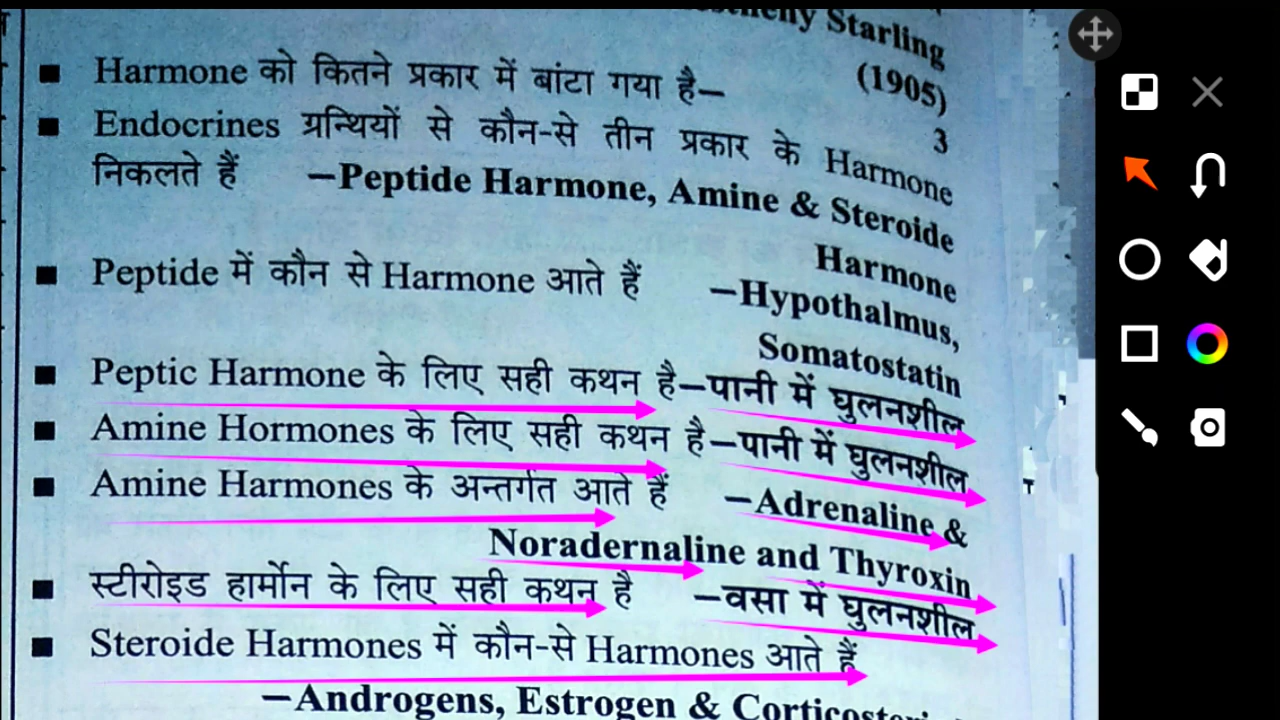 Starling
(1905)
■ Harmone को कितने प्रकार में बांटा गया है–
3
■ Endocrines ग्रन्थियों से कौन-से तीन प्रकार के Harmone
निकलते हैं –Peptide Harmone, Amine & Steroide
Harmone
■ Peptide में कौन से Harmone आते हैं –Hypothalmus,
Somatostatin
■ Peptic Harmone के लिए सही कथन है–पानी में घुलनशील
■ Amine Hormones के लिए सही कथन है–पानी में घुलनशील
■ Amine Harmones के अन्तर्गत आते हैं –Adrenaline &
Noradernaline and Thyroxin
■ स्टीरोइड हार्मोन के लिए सही कथन है –वसा में घुलनशील
■ Steroide Harmones में कौन-से Harmones आते हैं
–Androgens, Estrogen &